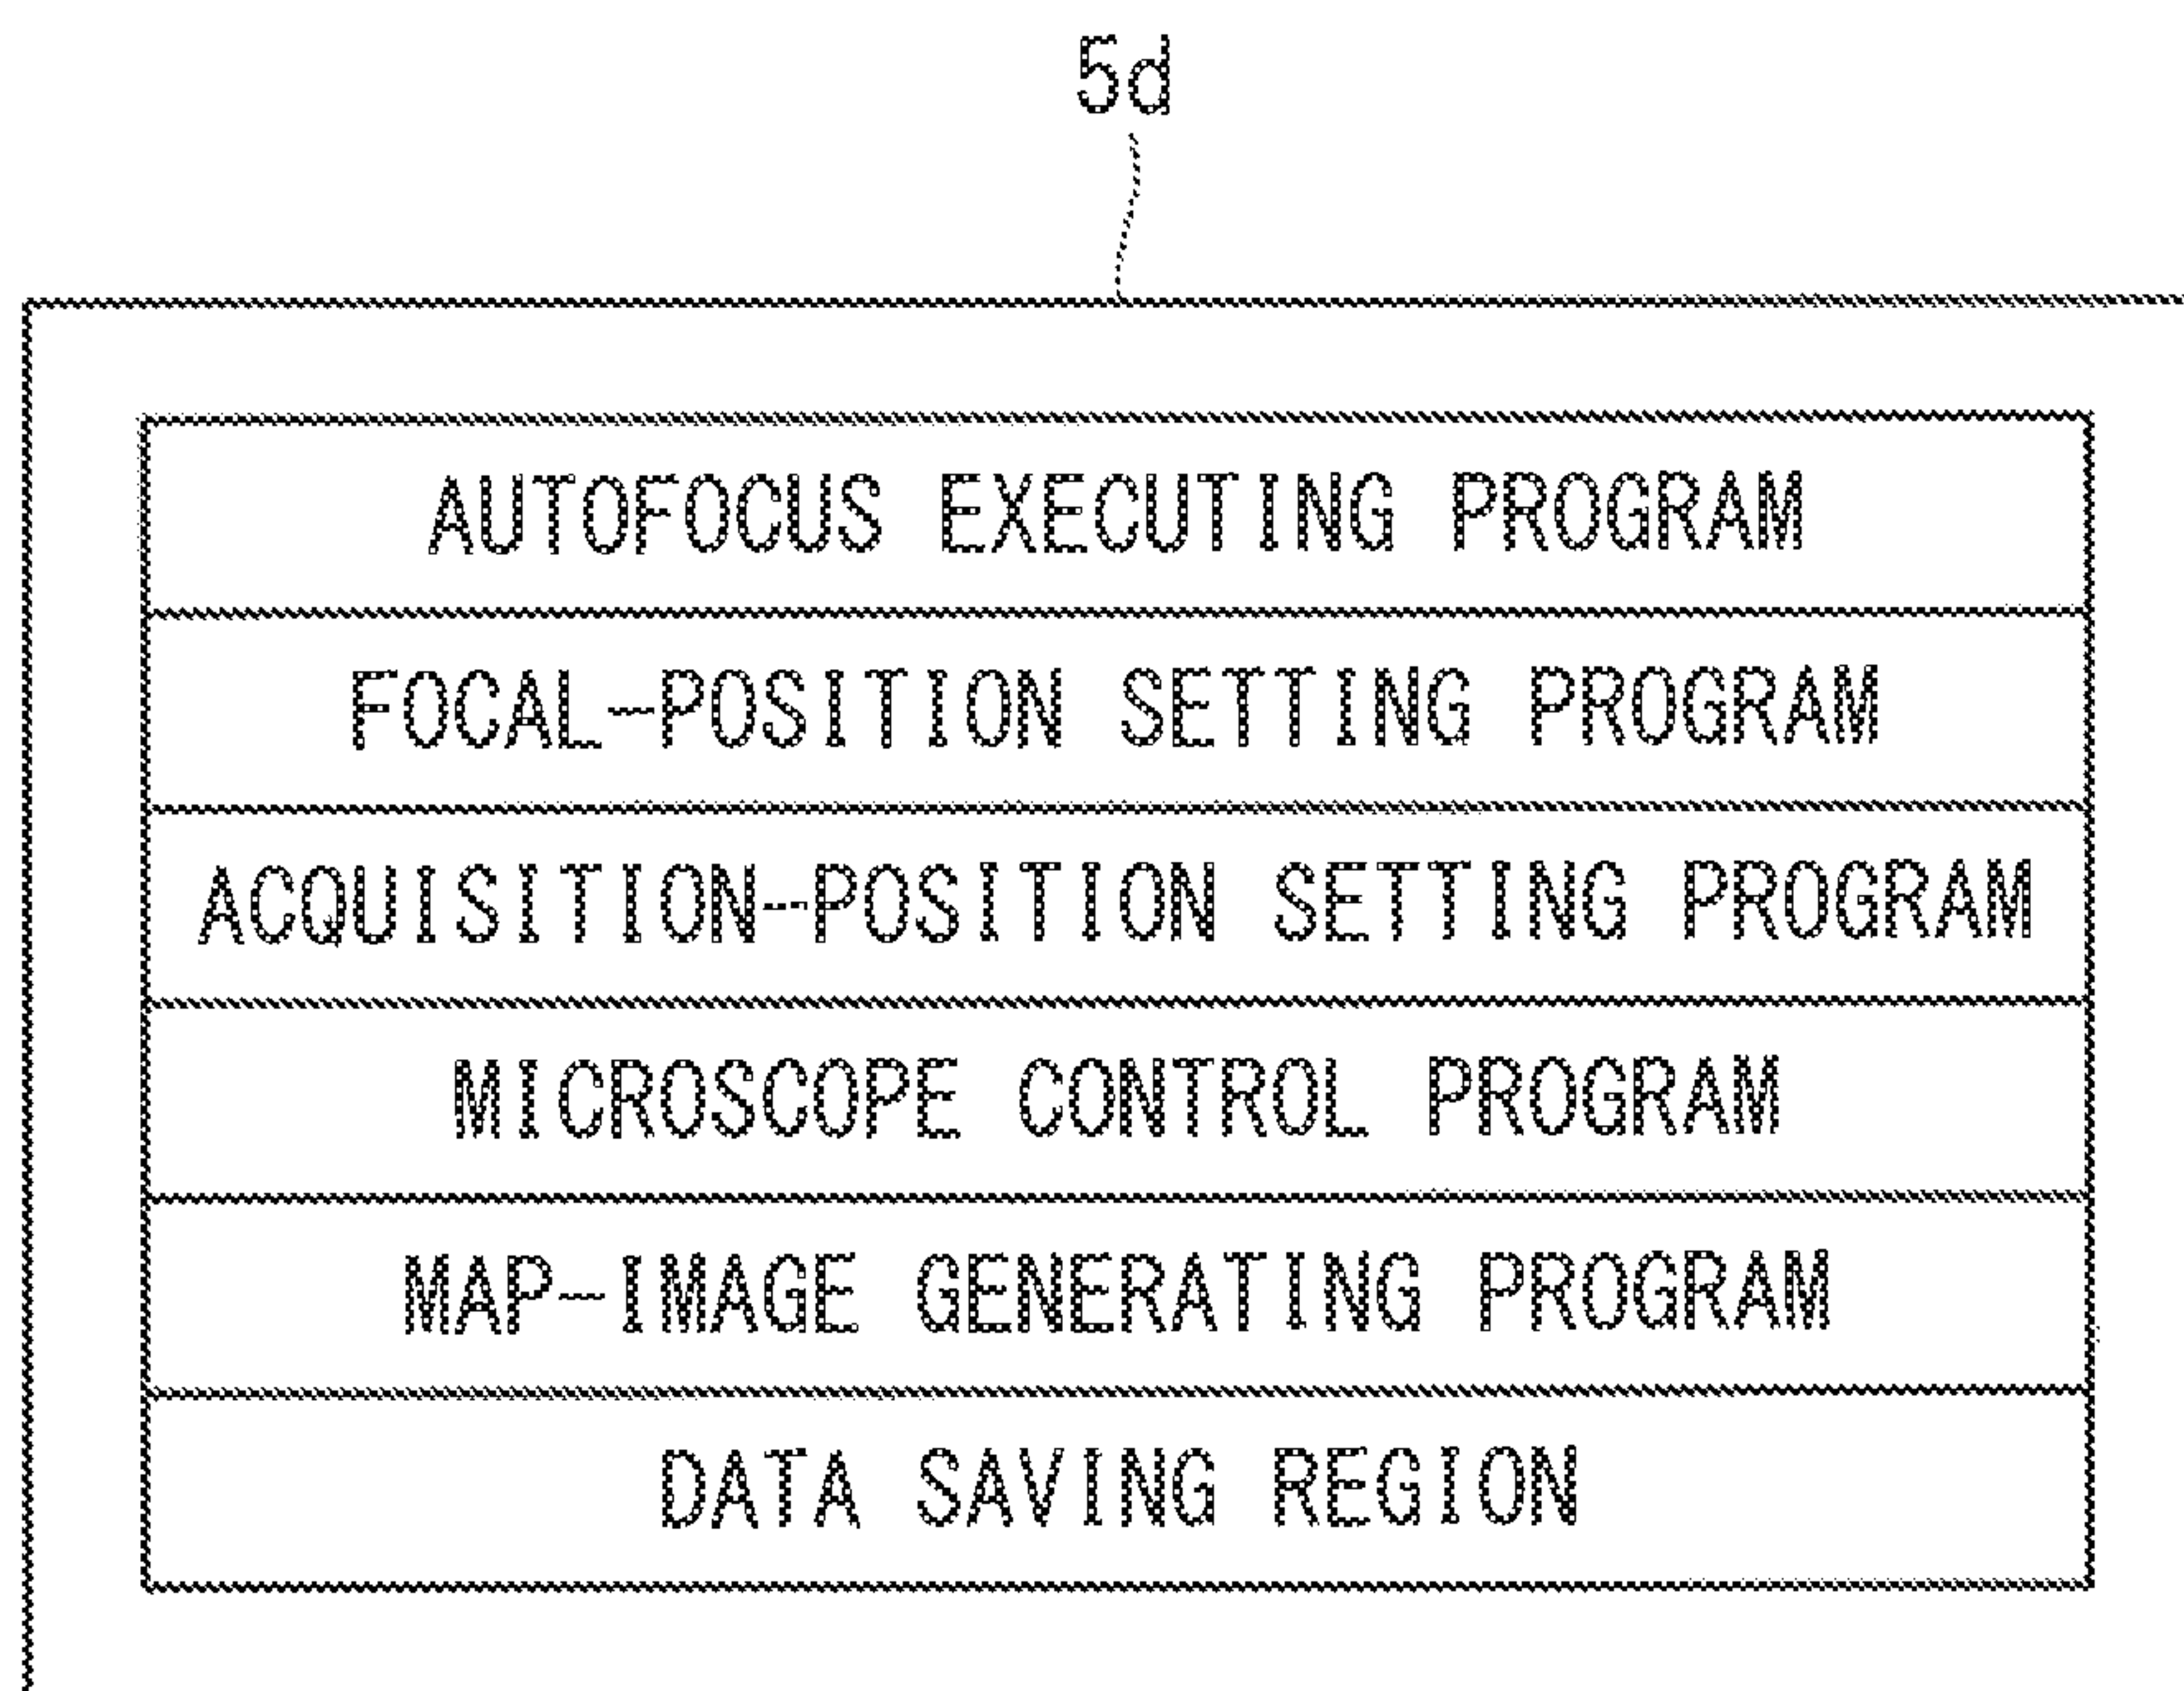 5d
AUTOFOCUS EXECUTING PROGRAM
FOCAL-POSITION SETTING PROGRAM
ACQUISITION-POSITION SETTING PROGRAM
MICROSCOPE CONTROL PROGRAM
MAP-IMAGE GENERATING PROGRAM
DATA SAVING REGION